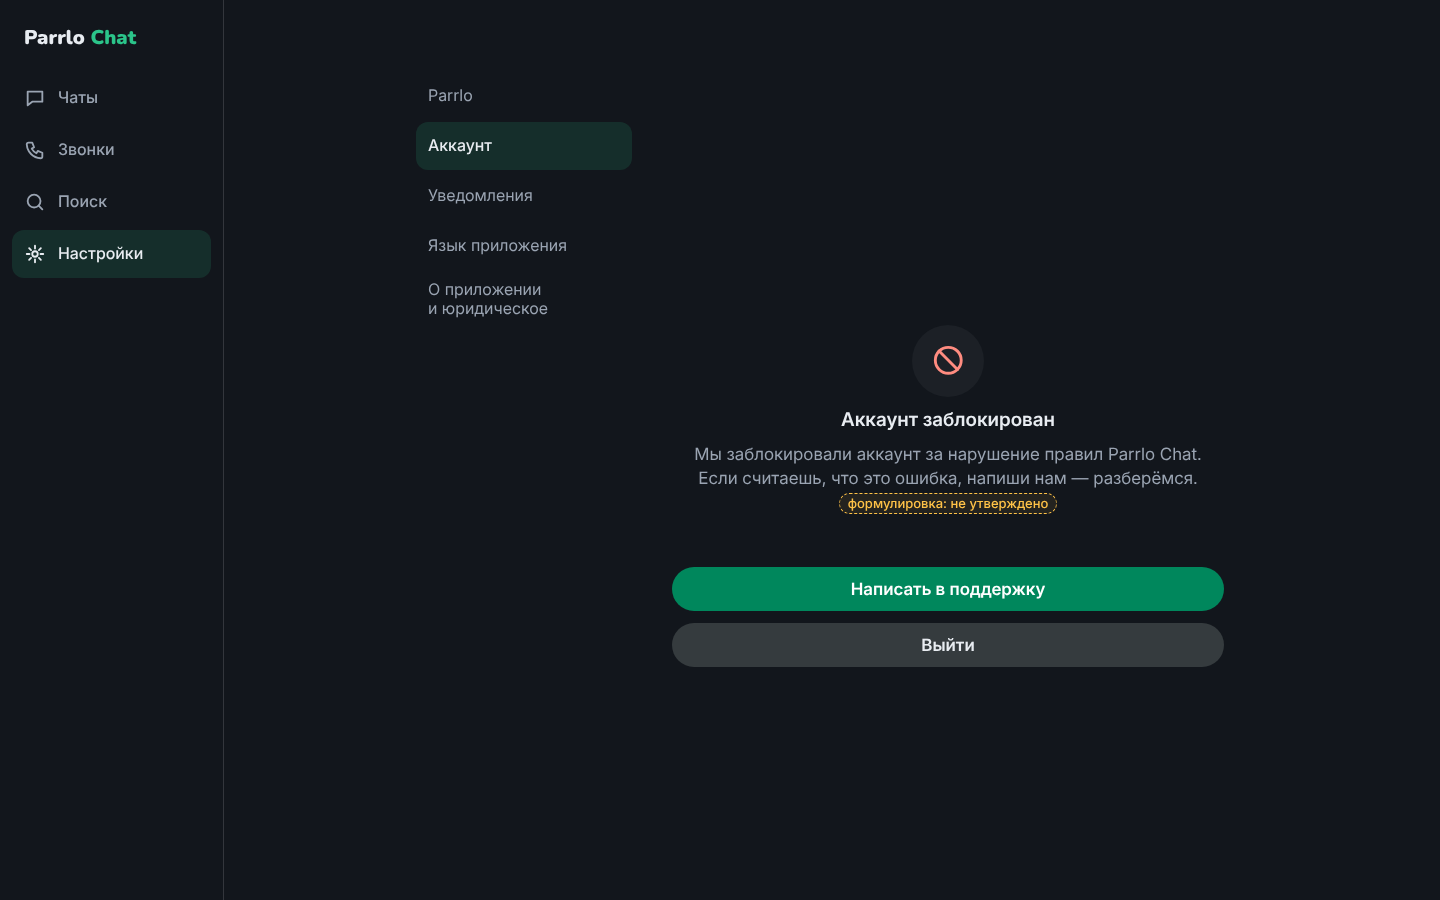 Parrlo Chat
Чаты
Звонки
Поиск
Настройки
Parrlo
Аккаунт
Уведомления
Язык приложения
О приложении
и юридическое
Аккаунт заблокирован
Мы заблокировали аккаунт за нарушение правил Parrlo Chat.
Если считаешь, что это ошибка, напиши нам — разберёмся.
формулировка: не утверждено
Написать в поддержку
Выйти